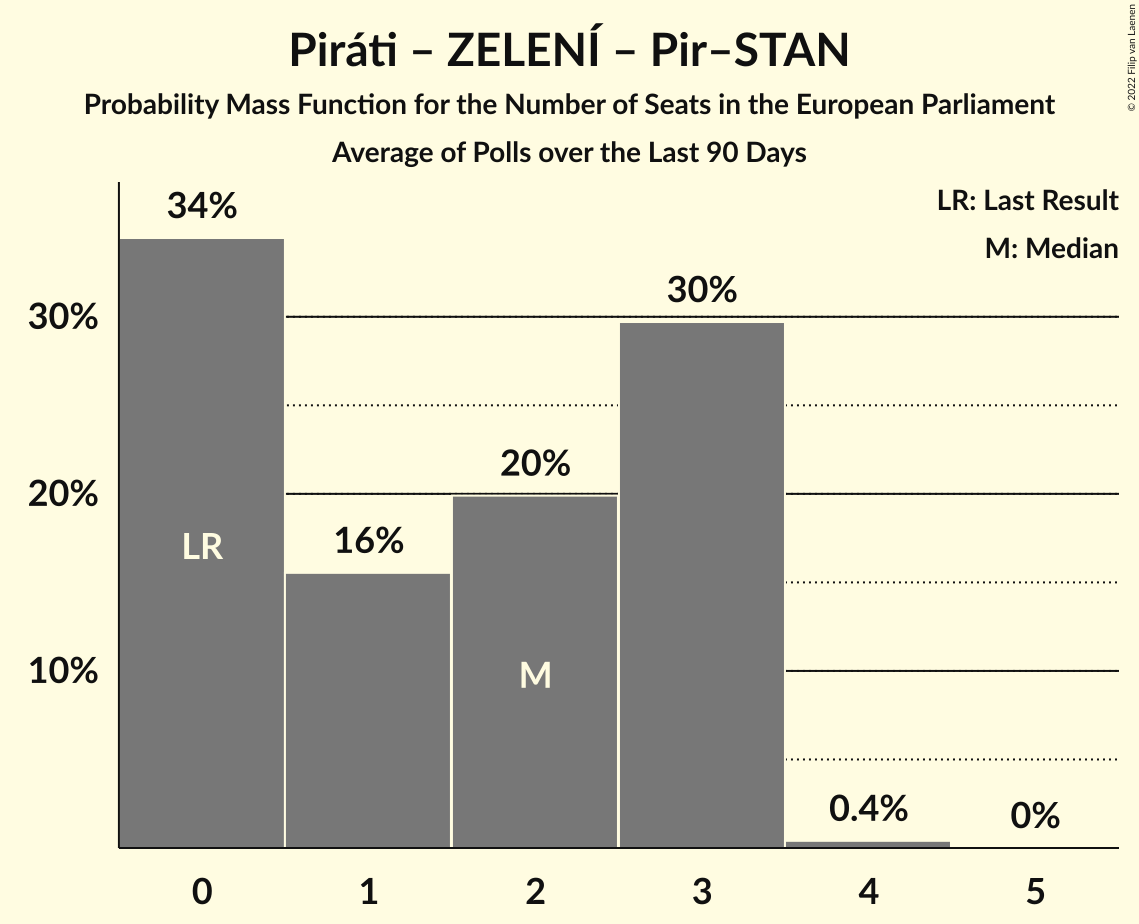 Piráti – ZELENÍ – Pir–STAN
Probability Mass Function for the Number of Seats in the European Parliament
Average of Polls over the Last 90 Days
© 2022 Filip van Laenen
LR: Last Result
M: Median
34%
30%
30%
20%
20%
16%
LR
10%
M
0.4%
0%
0 1 2 3 4 5